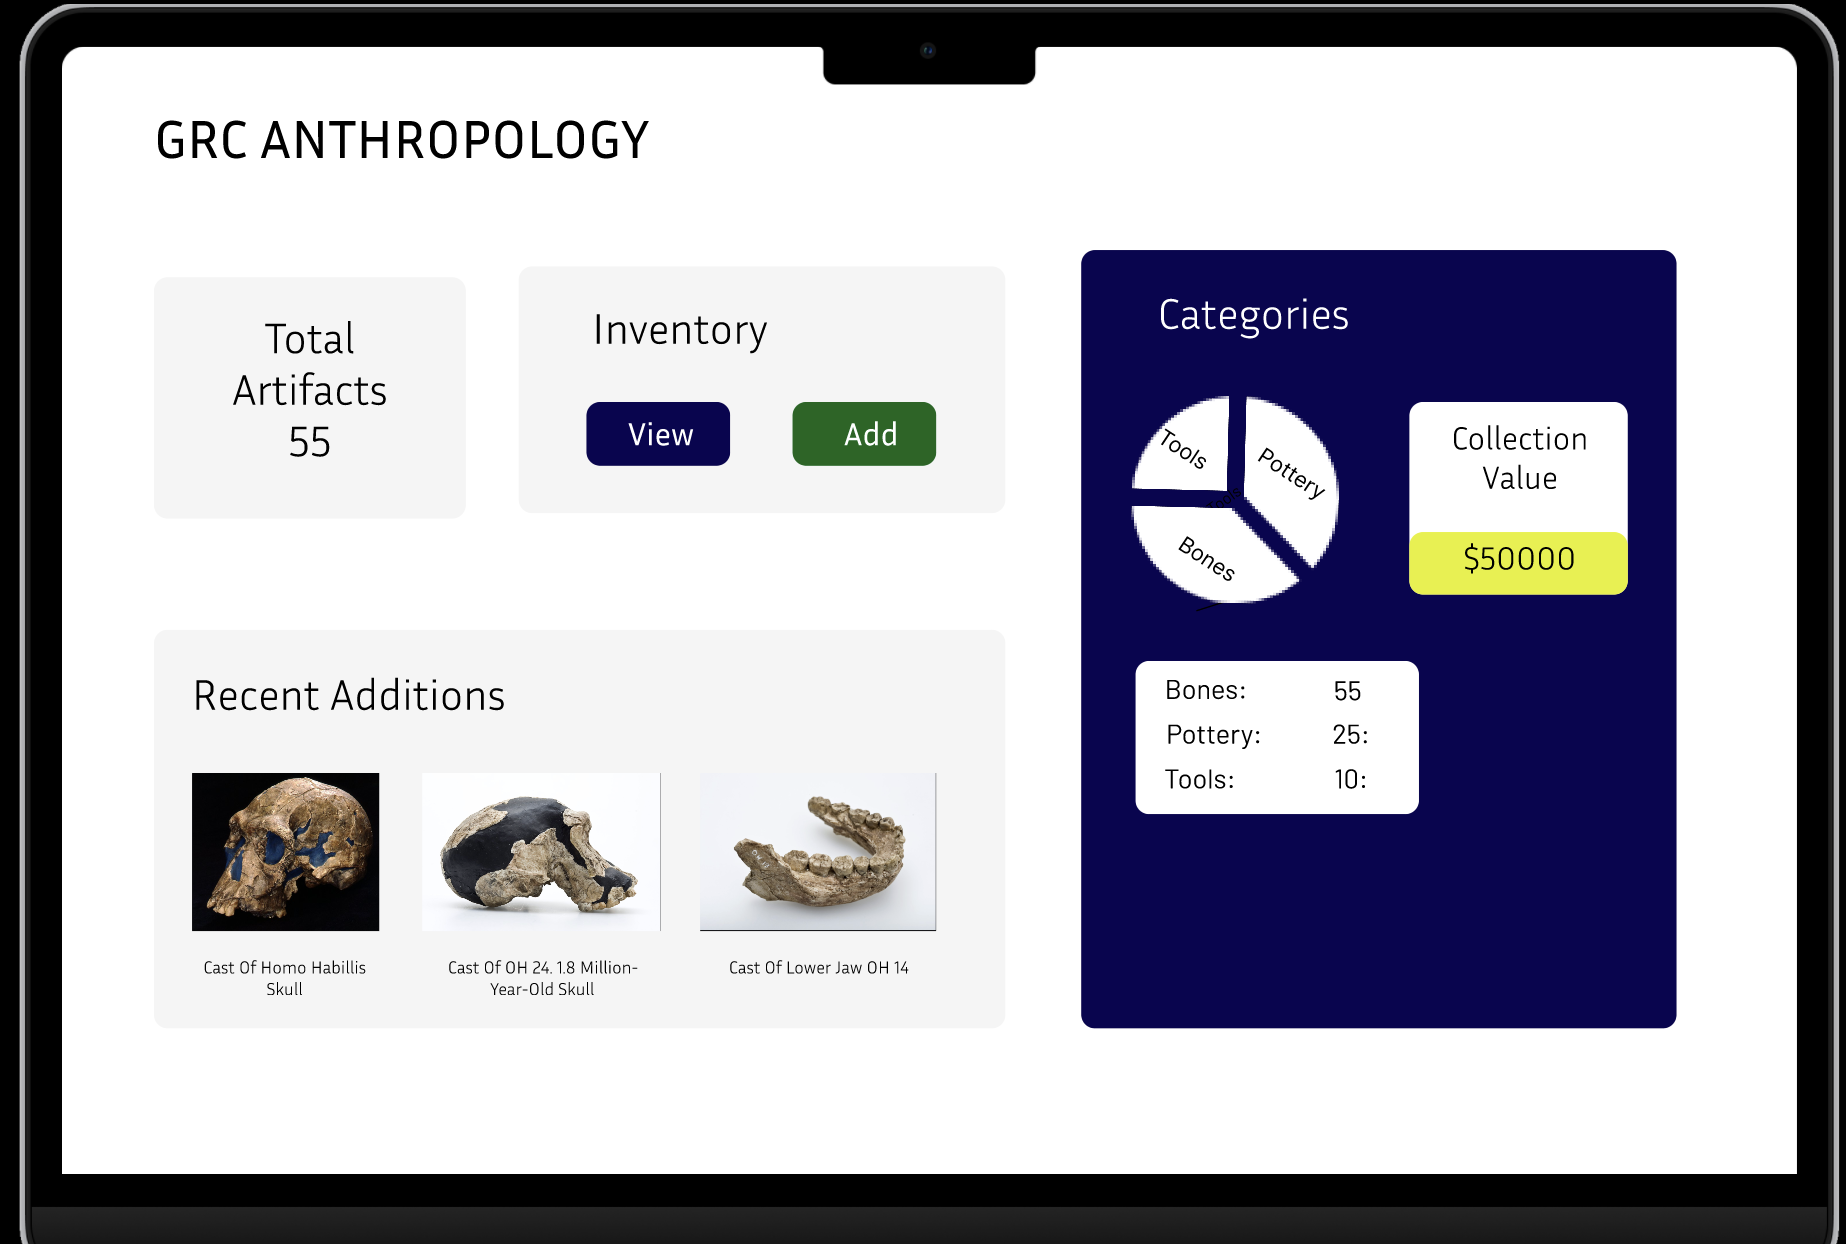 GRC ANTHROPOLOGY
Total
Artifacts
55
Inventory
View
Add
Recent Additions
Cast Of Homo Habillis
Skull
Cast Of OH 24. 1.8 Million-
Year-Old Skull
Cast Of Lower Jaw OH 14
Categories
Tools
Pottery
Tools
Bones
Collection
Value
$50000
Bones: 55
Pottery: 25:
Tools: 10: